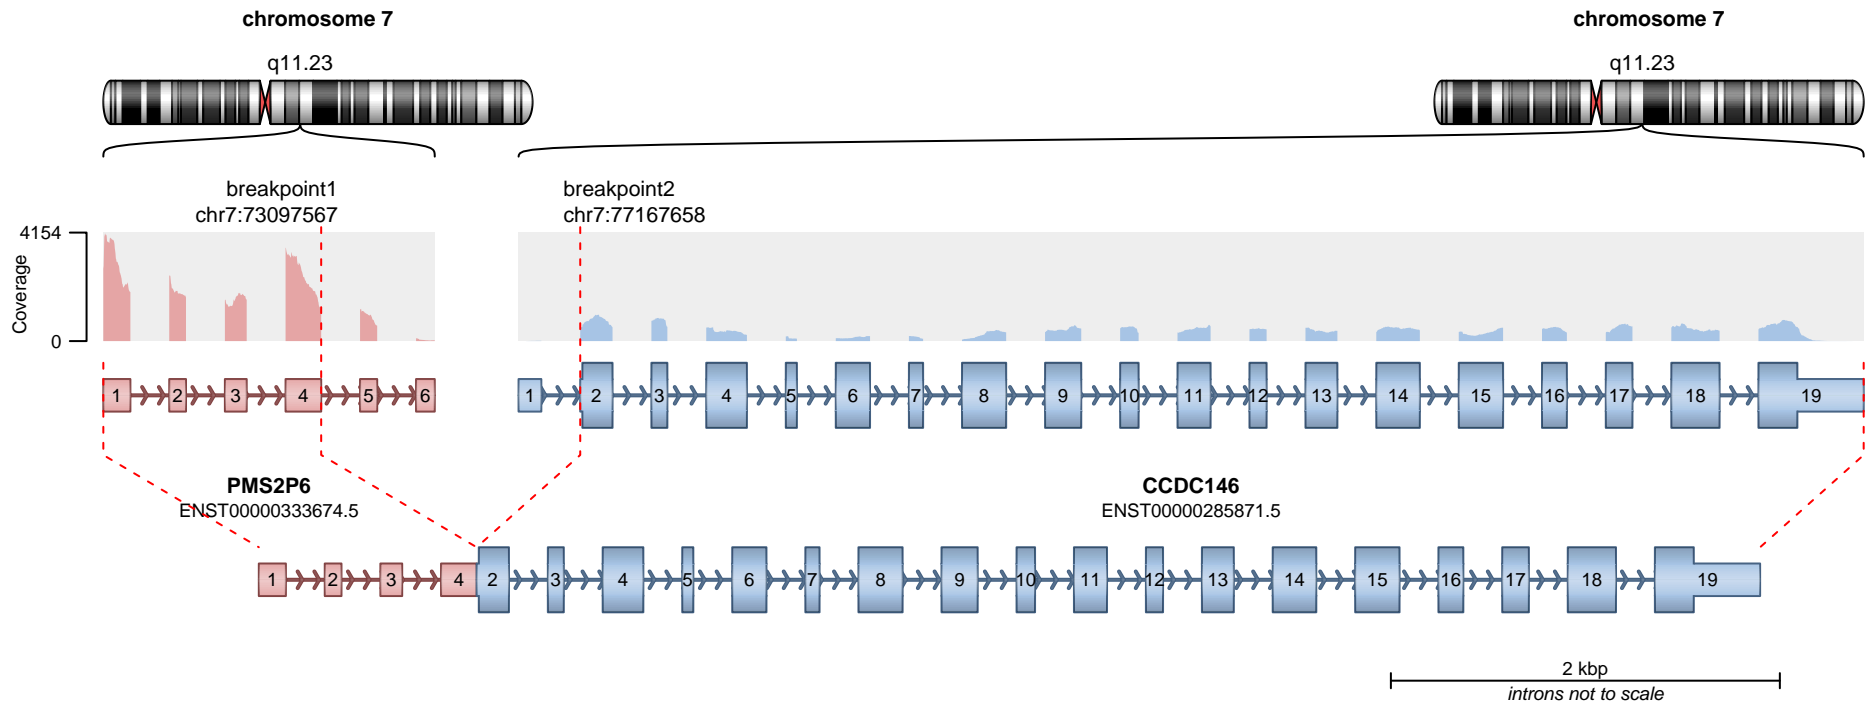 chromosome 7
chromosome 7
q11.23
q11.23
breakpoint1
chr7:73097567
breakpoint2
chr7:77167658
4154
Coverage
0
1 2 3 4 5 6
1 2 3 4 5 6 7 8 9 10 11 12 13 14 15 16 17 18 19
PMS2P6
ENST00000333674.5
CCDC146
ENST00000285871.5
1 2 3 4 2 3 4 5 6 7 8 9 10 11 12 13 14 15 16 17 18 19
2 kbp
introns not to scale